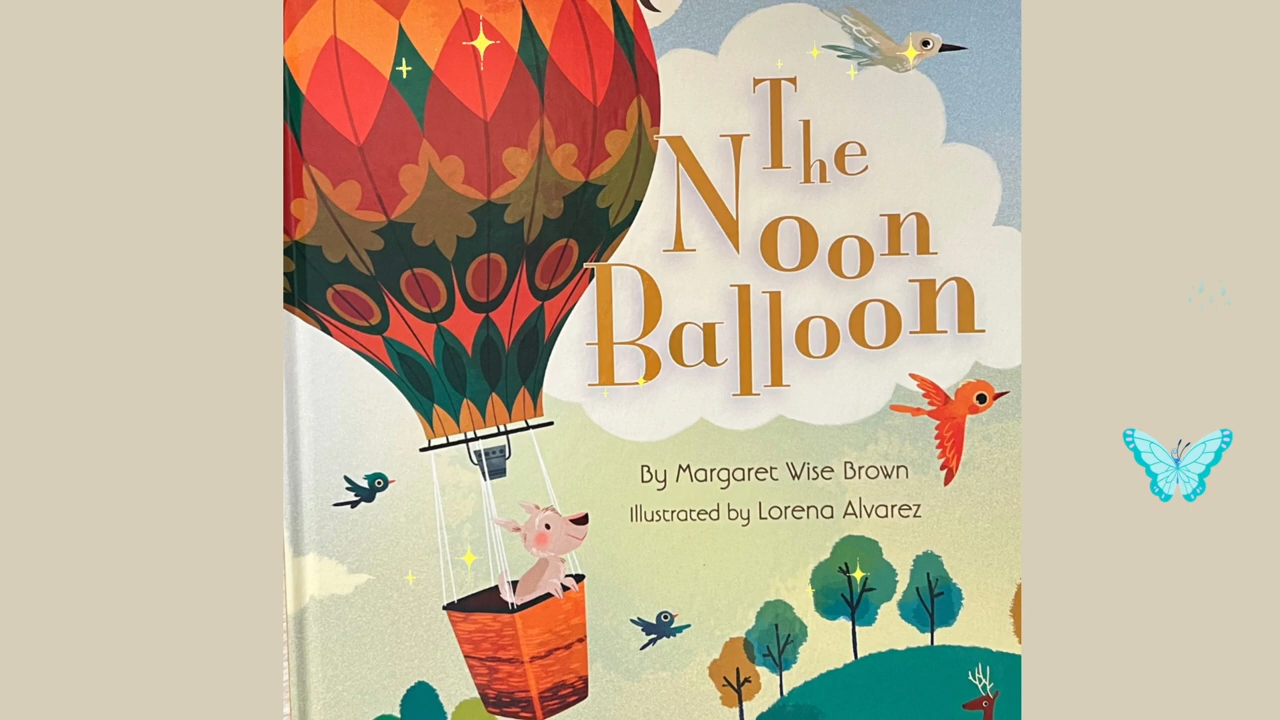 The
Noon
Balloon
By Margaret Wise Brown
Illustrated by Lorena Alvarez